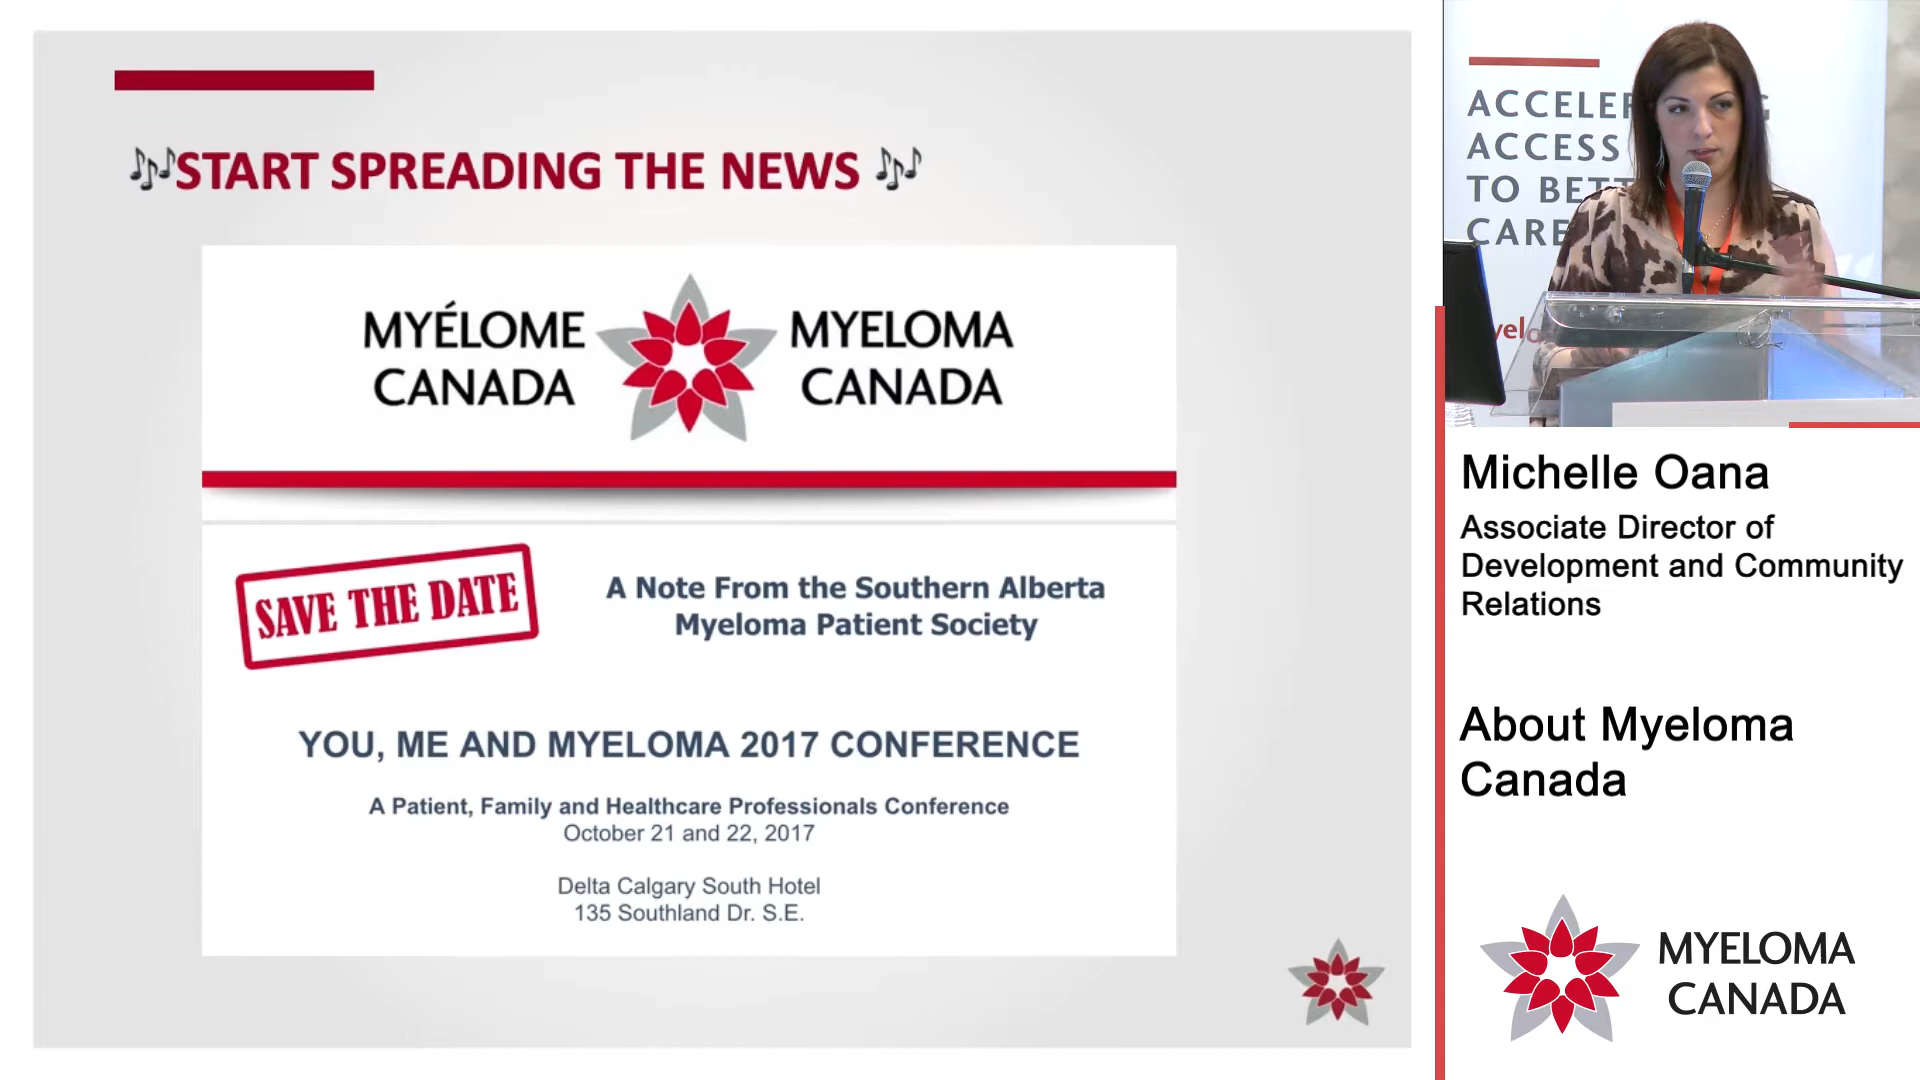 🎶START SPREADING THE NEWS 🎶
MYÉLOME
CANADA
MYELOMA
CANADA
SAVE THE DATE
A Note From the Southern Alberta
Myeloma Patient Society
YOU, ME AND MYELOMA 2017 CONFERENCE
A Patient, Family and Healthcare Professionals Conference
October 21 and 22, 2017
Delta Calgary South Hotel
135 Southland Dr. S.E.
ACCELER
ACCESS
TO BET
CARE
yelo
Michelle Oana
Associate Director of
Development and Community
Relations
About Myeloma
Canada
MYELOMA
CANADA